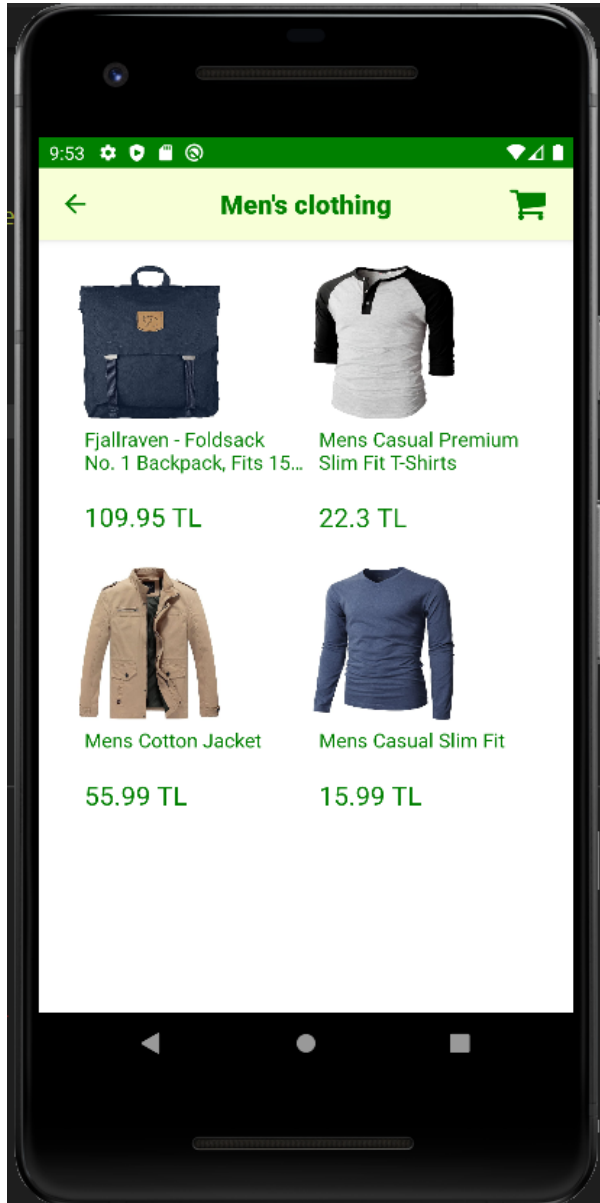 9:53
Men's clothing
Fjallraven - Foldsack
No. 1 Backpack, Fits 15...
109.95 TL
Mens Casual Premium
Slim Fit T-Shirts
22.3 TL
Mens Cotton Jacket
55.99 TL
Mens Casual Slim Fit
15.99 TL